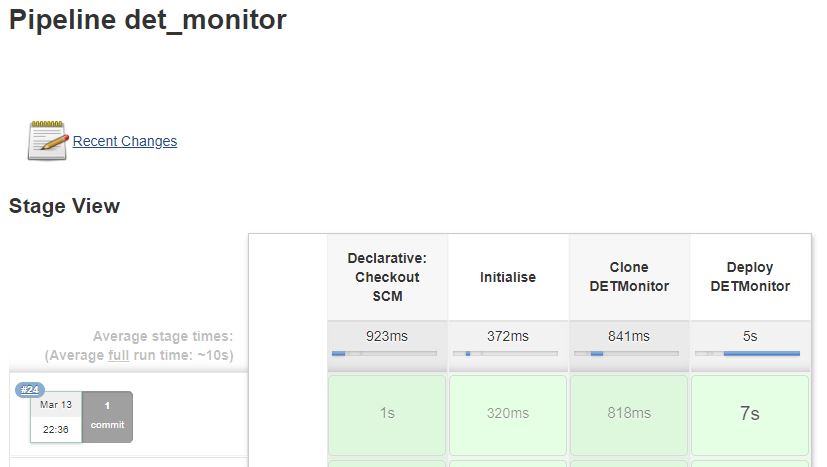 Pipeline det_monitor
Recent Changes
Stage View
Declarative:
Checkout
SCM
Initialise
Clone
DETMonitor
Deploy
DETMonitor
Average stage times:
(Average full run time: ~10s)
923ms
372ms
841ms
5s
#24
Mar 13
22:36
1
commit
1s
320ms
818ms
7s